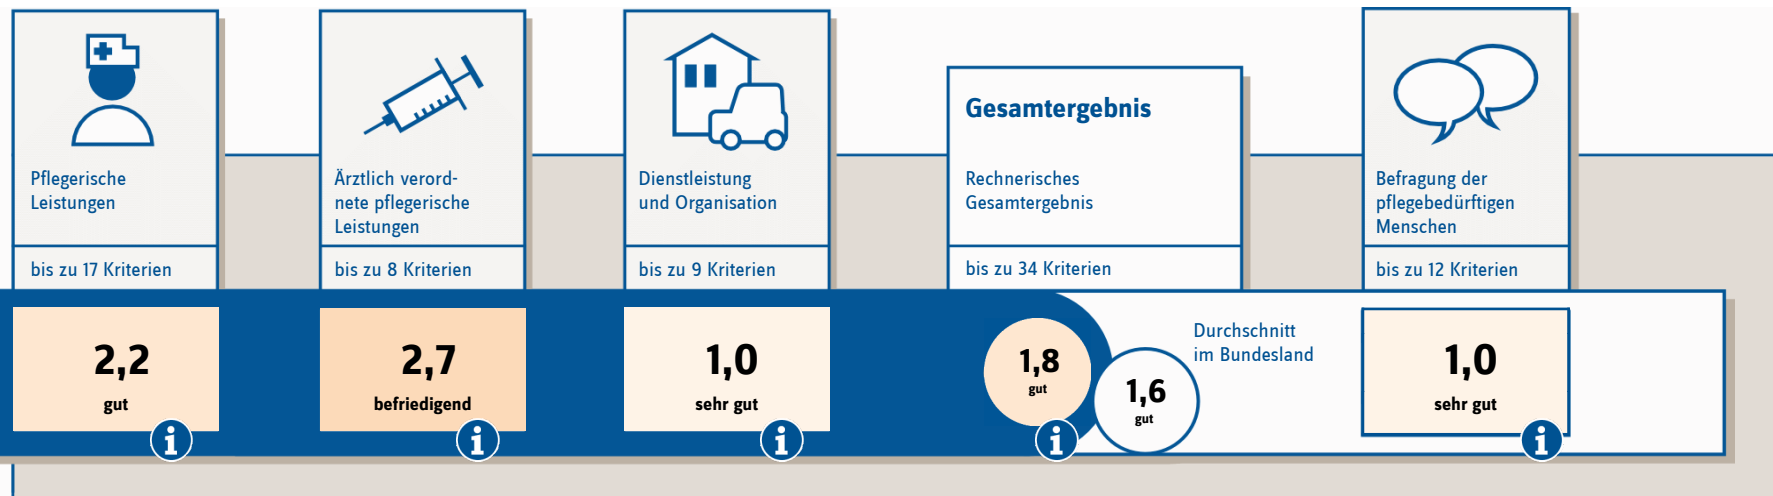 Pflegerische
Leistungen
bis zu 17 Kriterien
2,2
gut
Ärztlich verord-
nete pflegerische
Leistungen
bis zu 8 Kriterien
2,7
befriedigend
Dienstleistung
und Organisation
bis zu 9 Kriterien
1,0
sehr gut
Gesamtergebnis
Rechnerisches
Gesamtergebnis
bis zu 34 Kriterien
1,8
gut
1,6
gut
Durchschnitt
im Bundesland
Befragung der
pflegebedürftigen
Menschen
bis zu 12 Kriterien
1,0
sehr gut